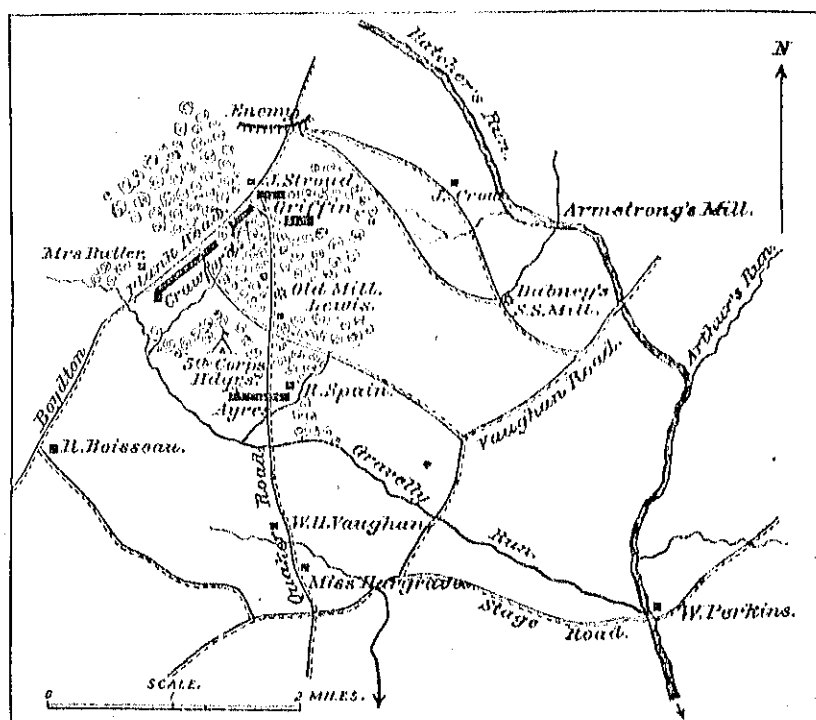 N
Hatcher's Run.
Enemy
J. Stroud
Griffin
J. Crow
Armstrong's Mill.
Mrs Butler
Plank Road
Crawford
Old Mill.
Lewis.
Dabney's
S.S. Mill.
Arthur's Run.
5th Corps
Hdqrs.
R. Spain.
Ayres
Vaughan Road.
Boydton
R. Boisseau.
Gravelly
Run.
Quaker
Road
W. H. Vaughan
Miss Hargrave
Stage
Road.
W. Perkins.
SCALE.
0
1
2 MILES.